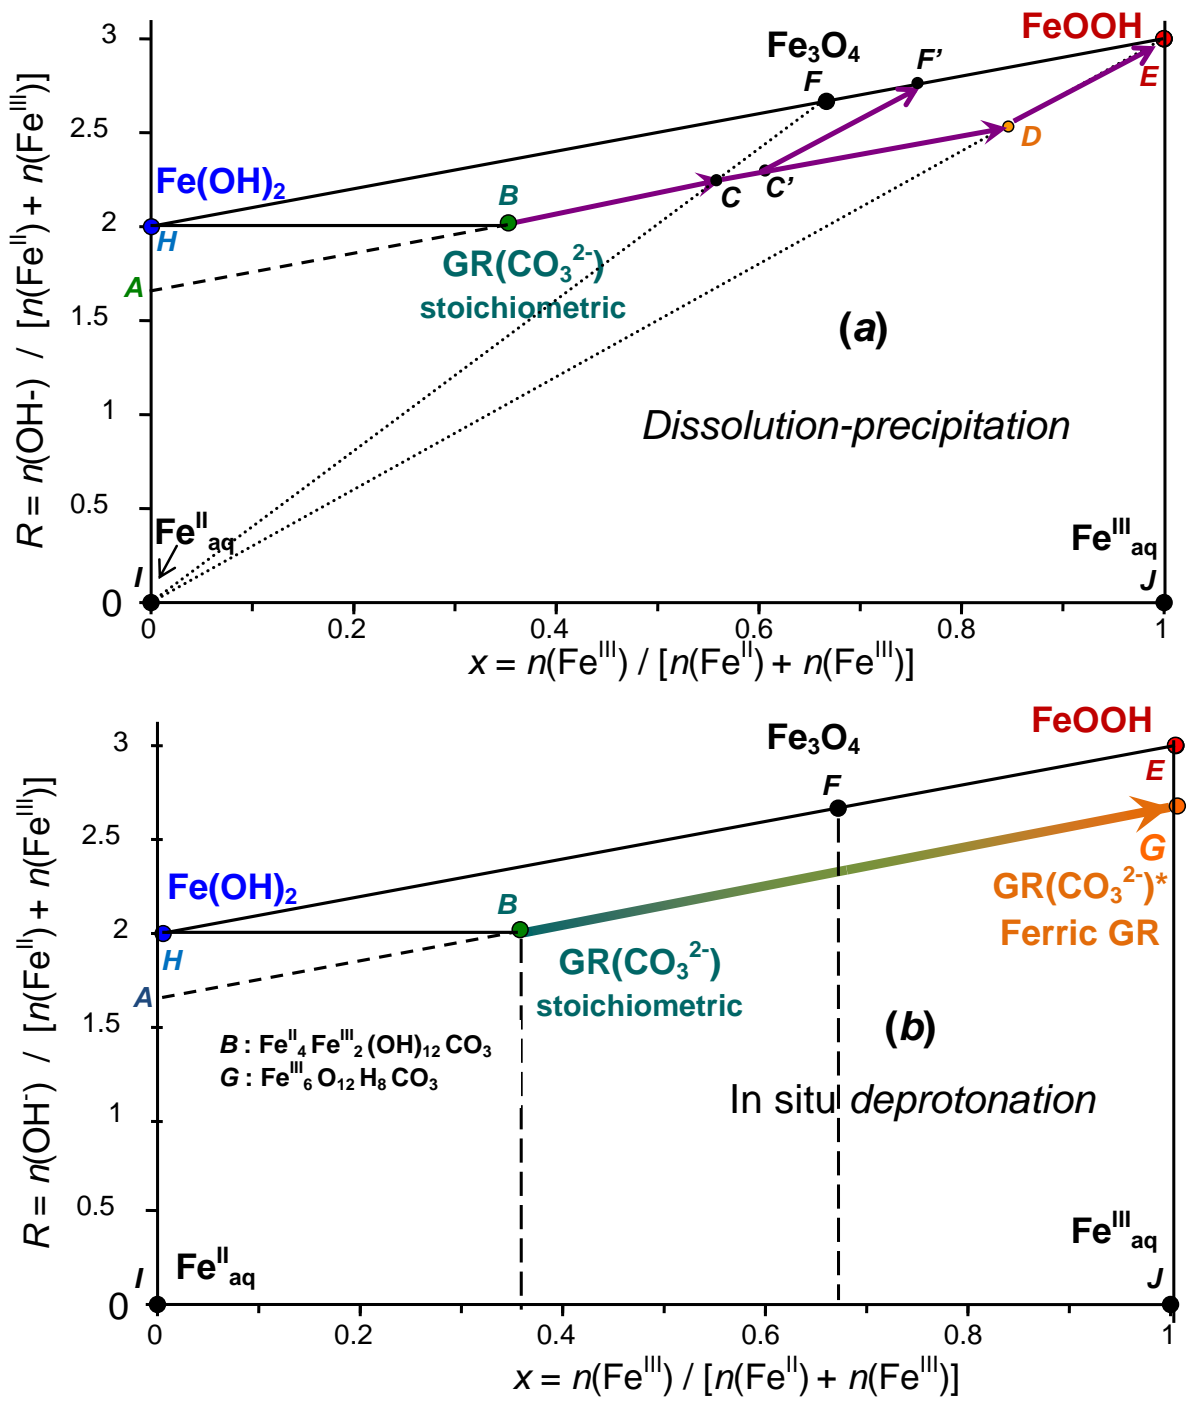 R = n(OH-) / [n(Feᴵᴵ) + n(Feᴵᴵᴵ)]
3
2.5
2
1.5
1
0.5
0
FeOOH
Fe₃O₄
F
F’
E
D
Fe(OH)₂
H
B
C
C’
A
GR(CO₃²⁻)
stoichiometric
(a)
Dissolution-precipitation
Feᴵᴵaq
I
Feᴵᴵᴵaq
J
0
0.2
0.4
0.6
0.8
1
x = n(Feᴵᴵᴵ) / [n(Feᴵᴵ) + n(Feᴵᴵᴵ)]
R = n(OH⁻) / [n(Feᴵᴵ) + n(Feᴵᴵᴵ)]
3
2.5
2
1.5
1
0.5
0
FeOOH
Fe₃O₄
E
F
G
Fe(OH)₂
B
GR(CO₃²⁻)*
Ferric GR
H
A
GR(CO₃²⁻)
stoichiometric
(b)
B : Feᴵᴵ₄ Feᴵᴵᴵ₂ (OH)₁₂ CO₃
G : Feᴵᴵᴵ₆ O₁₂ H₈ CO₃
In situ deprotonation
I
Feᴵᴵaq
Feᴵᴵᴵaq
J
0
0.2
0.4
0.6
0.8
1
x = n(Feᴵᴵᴵ) / [n(Feᴵᴵ) + n(Feᴵᴵᴵ)]